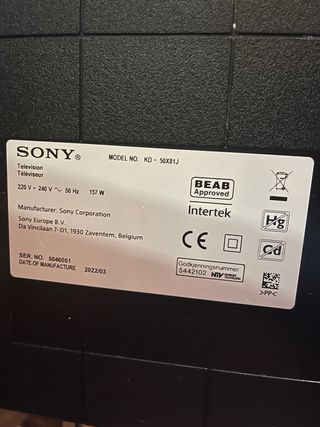 SONY®
MODEL NO. KD - 50X81J
Television
Téléviseur
220 V - 240 V ~ 50 Hz 157 W
BEAB
Approved
Intertek
Manufacturer: Sony Corporation
Sony Europe B.V.
Da Vincilaan 7-D1, 1930 Zaventem, Belgium
Hg
CE
Cd
SER. NO. 5046051
DATE OF MANUFACTURE 2022/03
Godkjenningsnummer
5442102 NTV
>PP<